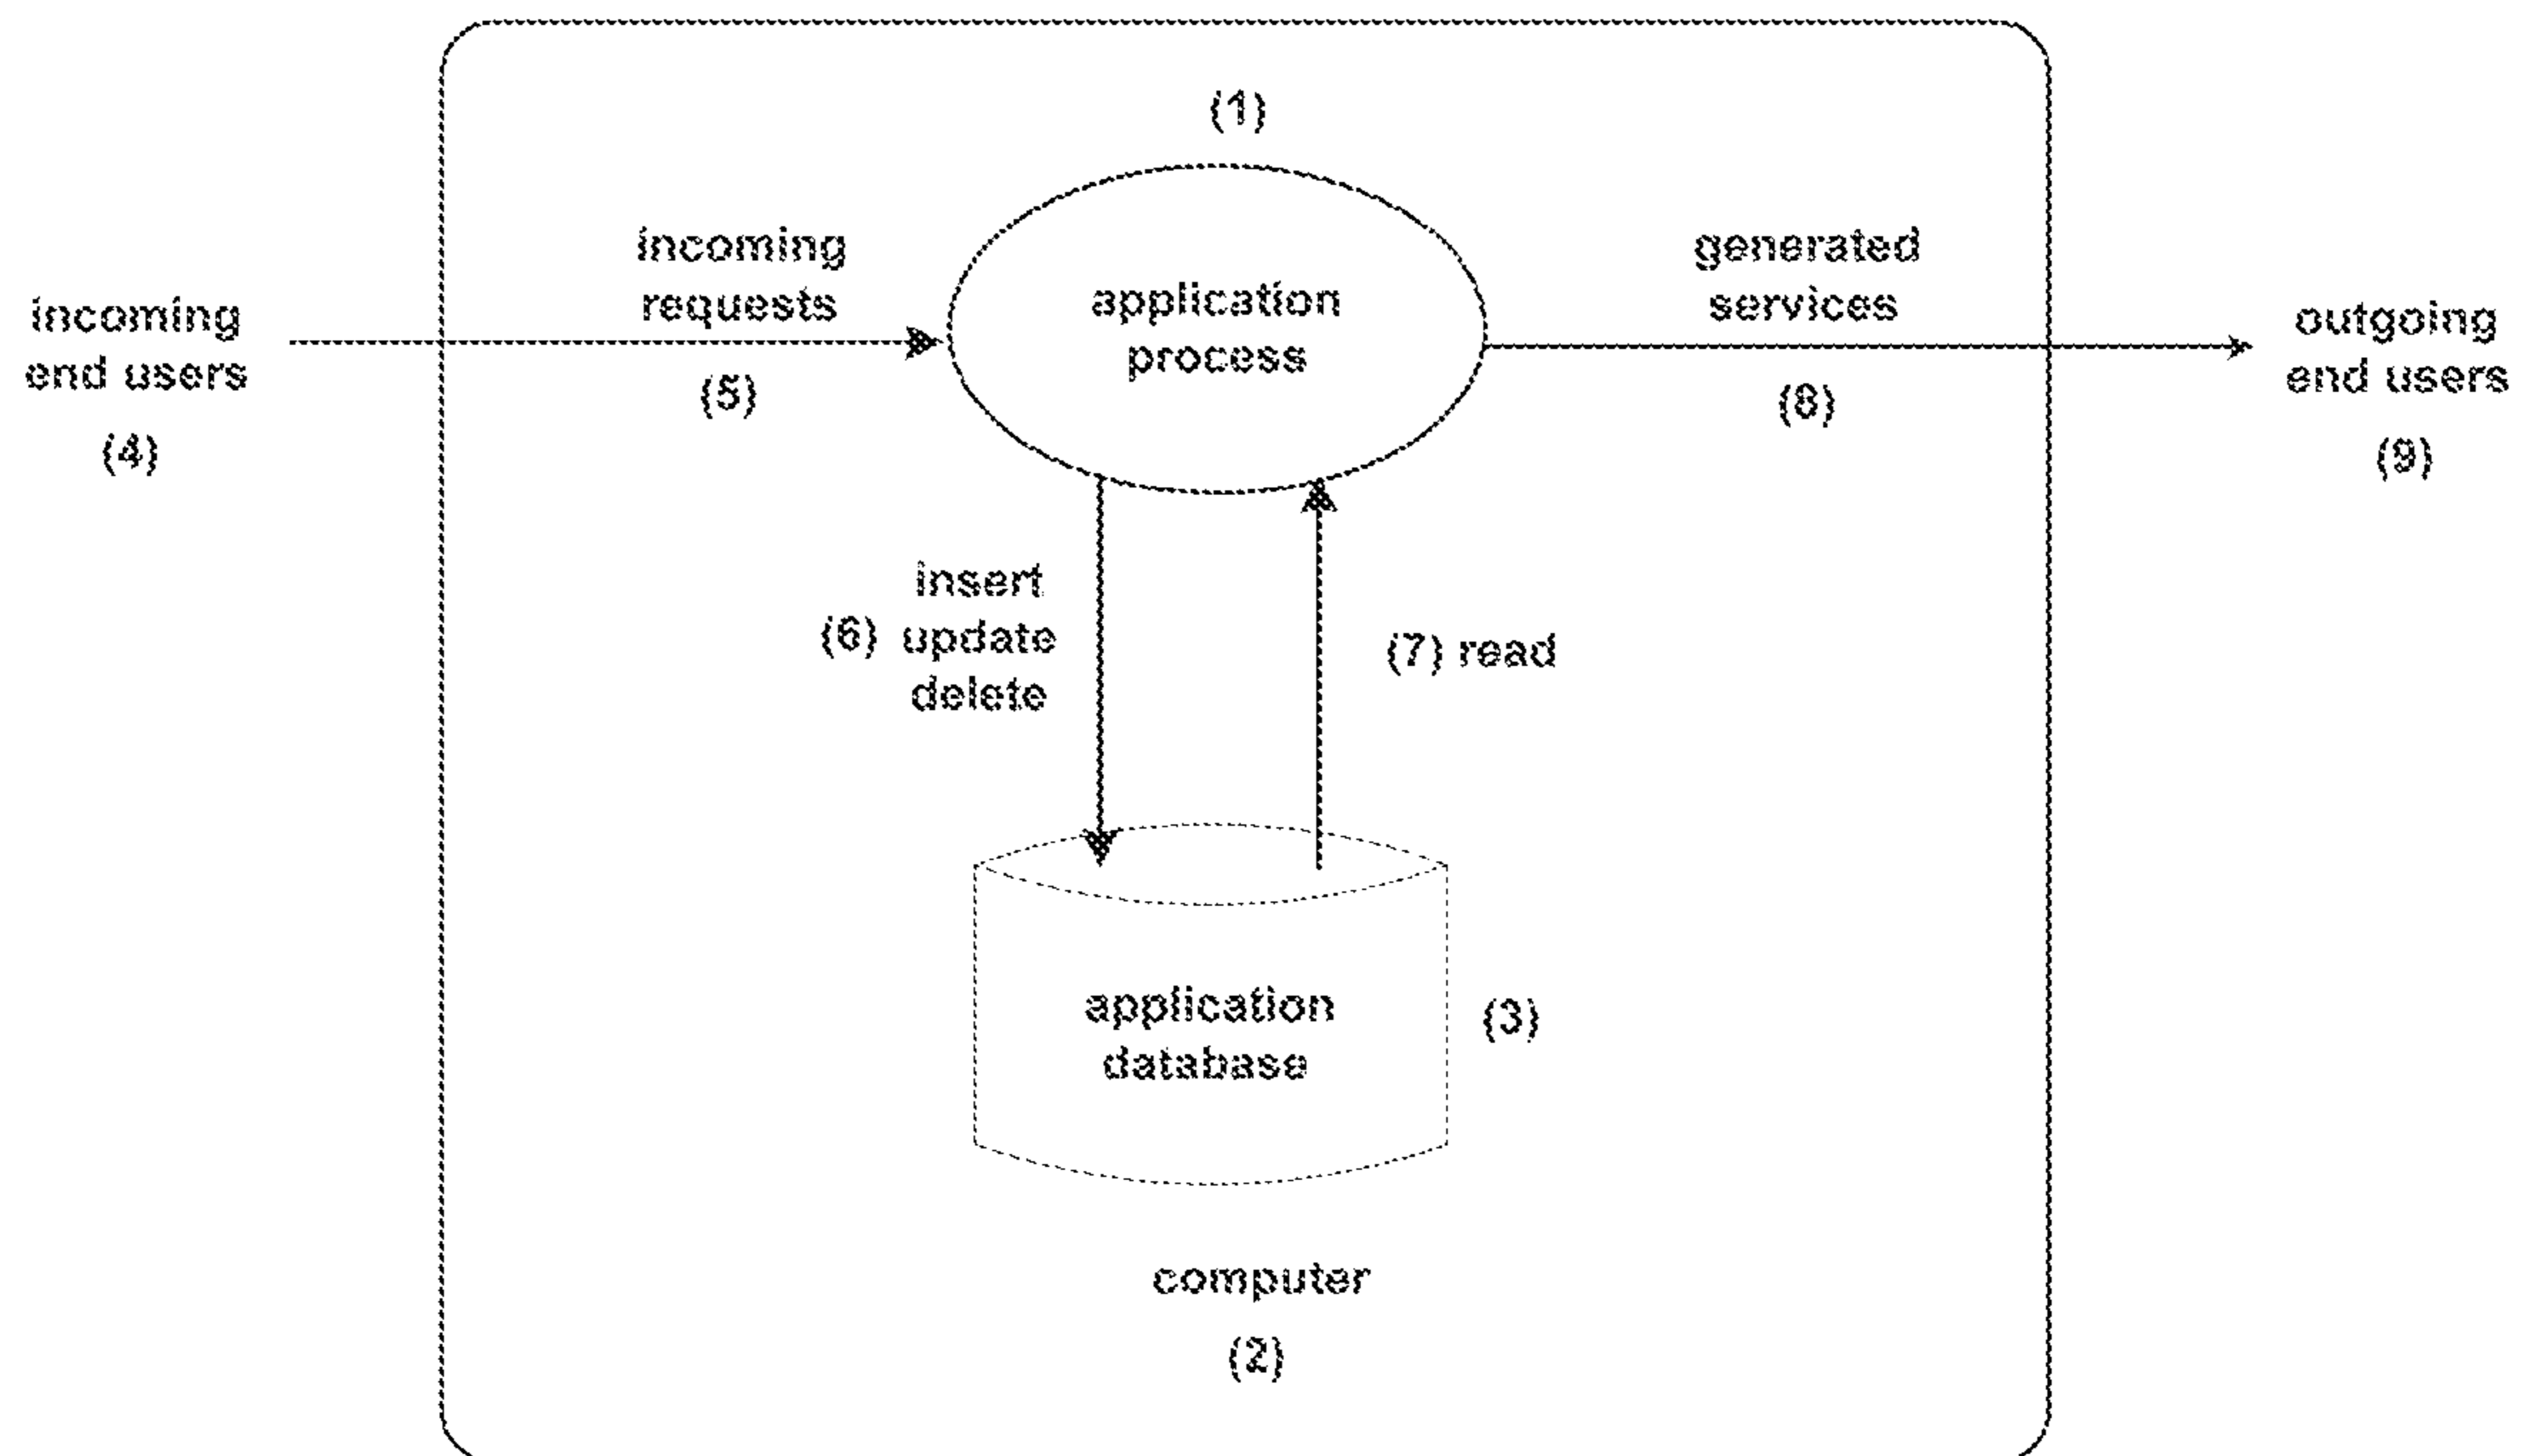 (1)
incoming
requests
(5)
application
process
generated
services
(8)
incoming
end users
(4)
outgoing
end users
(9)
insert
(6) update
delete
(7) read
application
database
(3)
computer
(2)